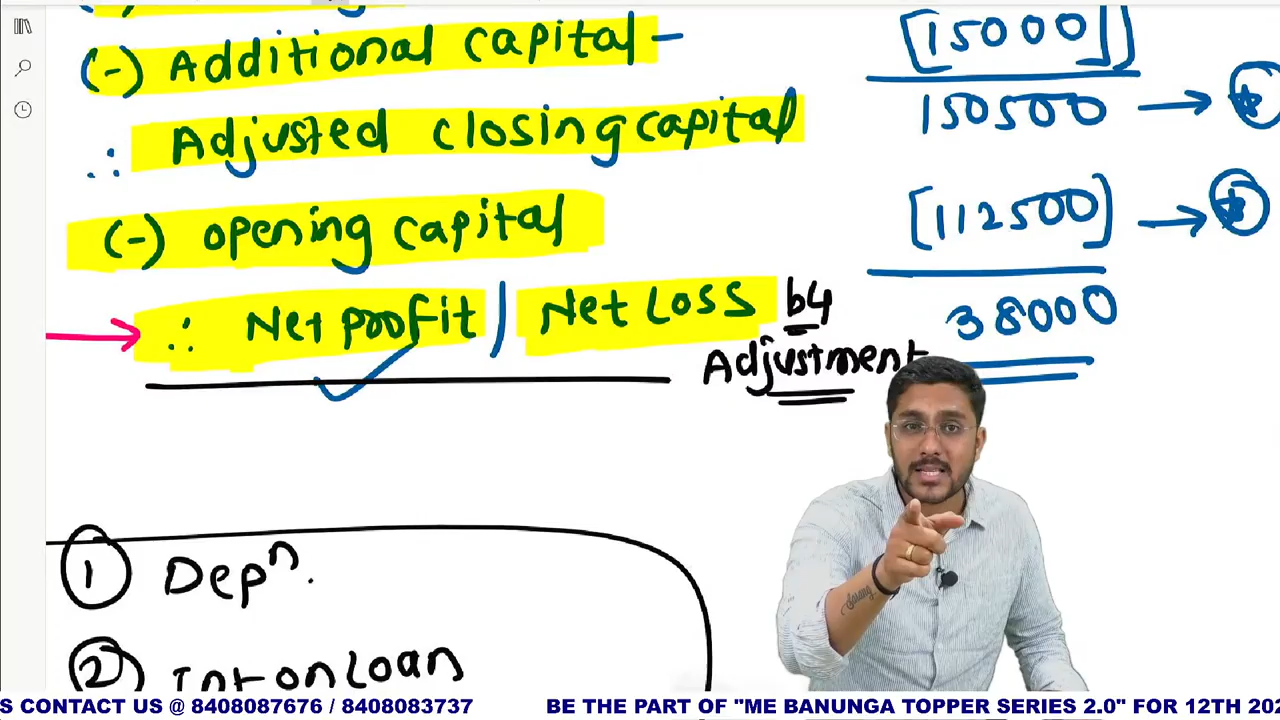 (-) Additional capital - [15000]
∴ Adjusted closing capital 150500 →
(-) opening capital [112500] →
∴ Net profit / Net Loss b4 38000
Adjustment
1 Depn.
2 Int on Loan
S CONTACT US @ 8408087676 / 8408083737 BE THE PART OF "ME BANUNGA TOPPER SERIES 2.0" FOR 12TH 202